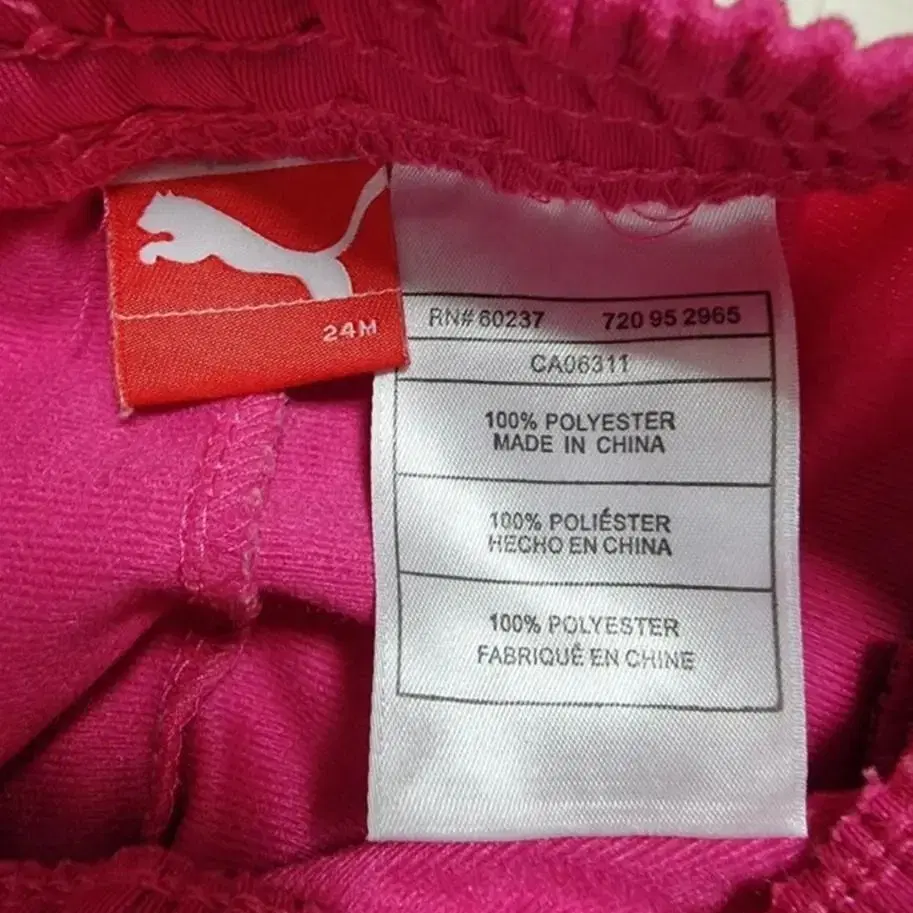 24M
RN# 60237 720 95 2965
CA06311
100% POLYESTER
MADE IN CHINA
100% POLIÉSTER
HECHO EN CHINA
100% POLYESTER
FABRIQUÊ EN CHINE